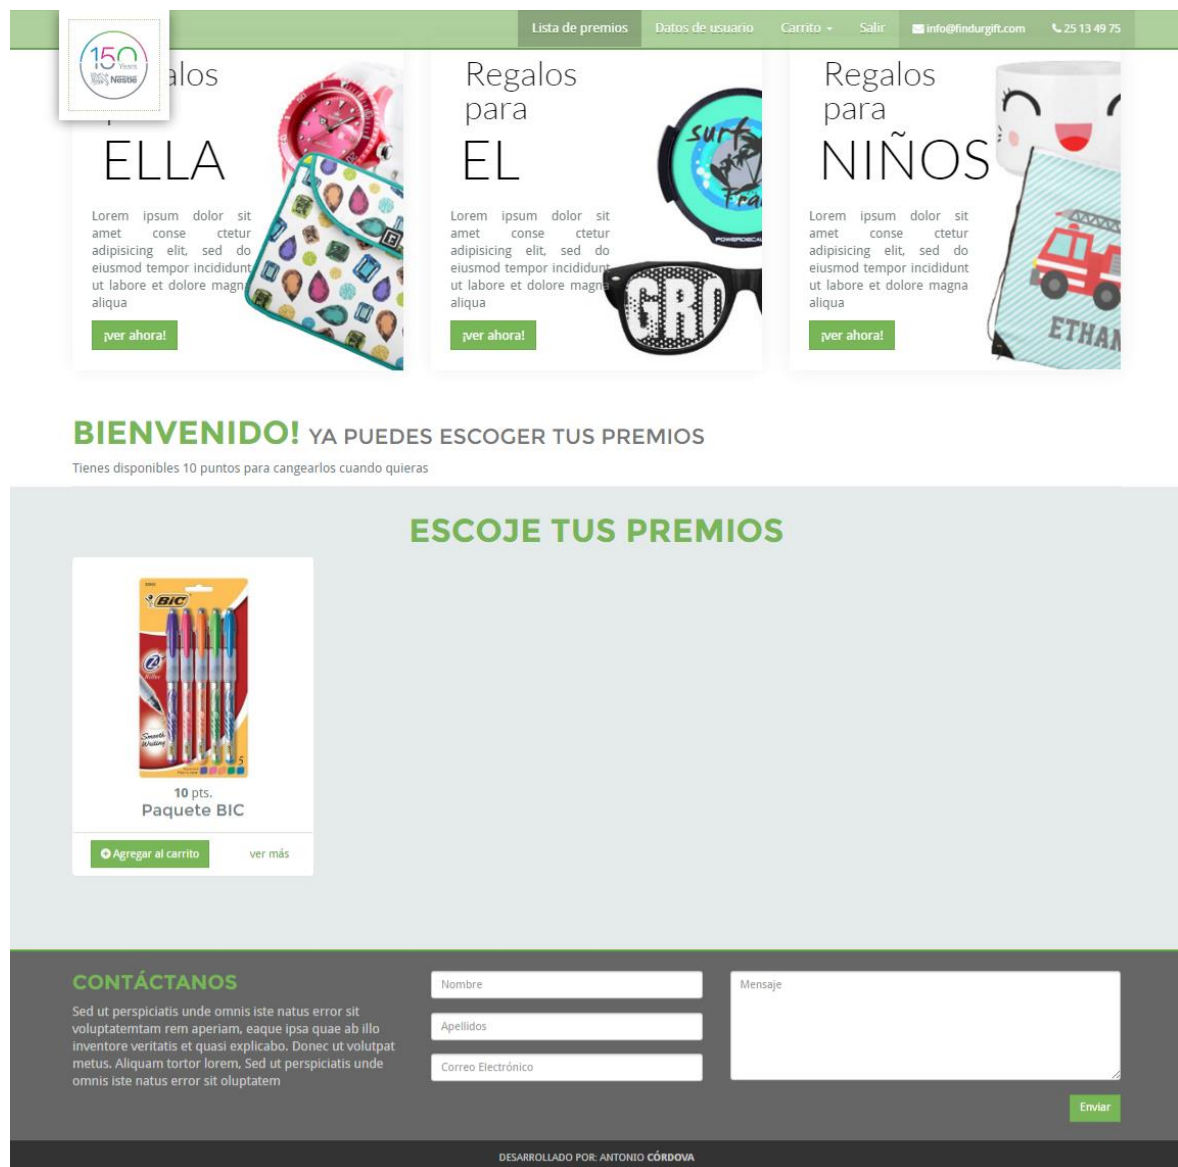 Lista de premios
Datos de usuario
Carrito
Salir
info@findurgift.com
25 13 49 75
150
Years
Nestlé
alos
ELLA
Lorem ipsum dolor sit
amet conse ctetur
adipisicing elit, sed do
eiusmod tempor incididunt
ut labore et dolore magna
aliqua
¡ver ahora!
Regalos
para
EL
Lorem ipsum dolor sit
amet conse ctetur
adipisicing elit, sed do
eiusmod tempor incididunt
ut labore et dolore magna
aliqua
¡ver ahora!
surf
Fra
POWERDECAL
GRO
Regalos
para
NIÑOS
Lorem ipsum dolor sit
amet conse ctetur
adipisicing elit, sed do
eiusmod tempor incididunt
ut labore et dolore magna
aliqua
¡ver ahora!
ETHAN
BIENVENIDO! YA PUEDES ESCOGER TUS PREMIOS
Tienes disponibles 10 puntos para cangearlos cuando quieras
ESCOJE TUS PREMIOS
BIC
Smooth
Writing
5
10 pts.
Paquete BIC
Agregar al carrito
ver más
CONTÁCTANOS
Sed ut perspiciatis unde omnis iste natus error sit
voluptatemtam rem aperiam, eaque ipsa quae ab illo
inventore veritatis et quasi explicabo. Donec ut volutpat
metus. Aliquam tortor lorem, Sed ut perspiciatis unde
omnis iste natus error sit oluptatem
Nombre
Apellidos
Correo Electrónico
Mensaje
Enviar
DESARROLLADO POR: ANTONIO CÓRDOVA